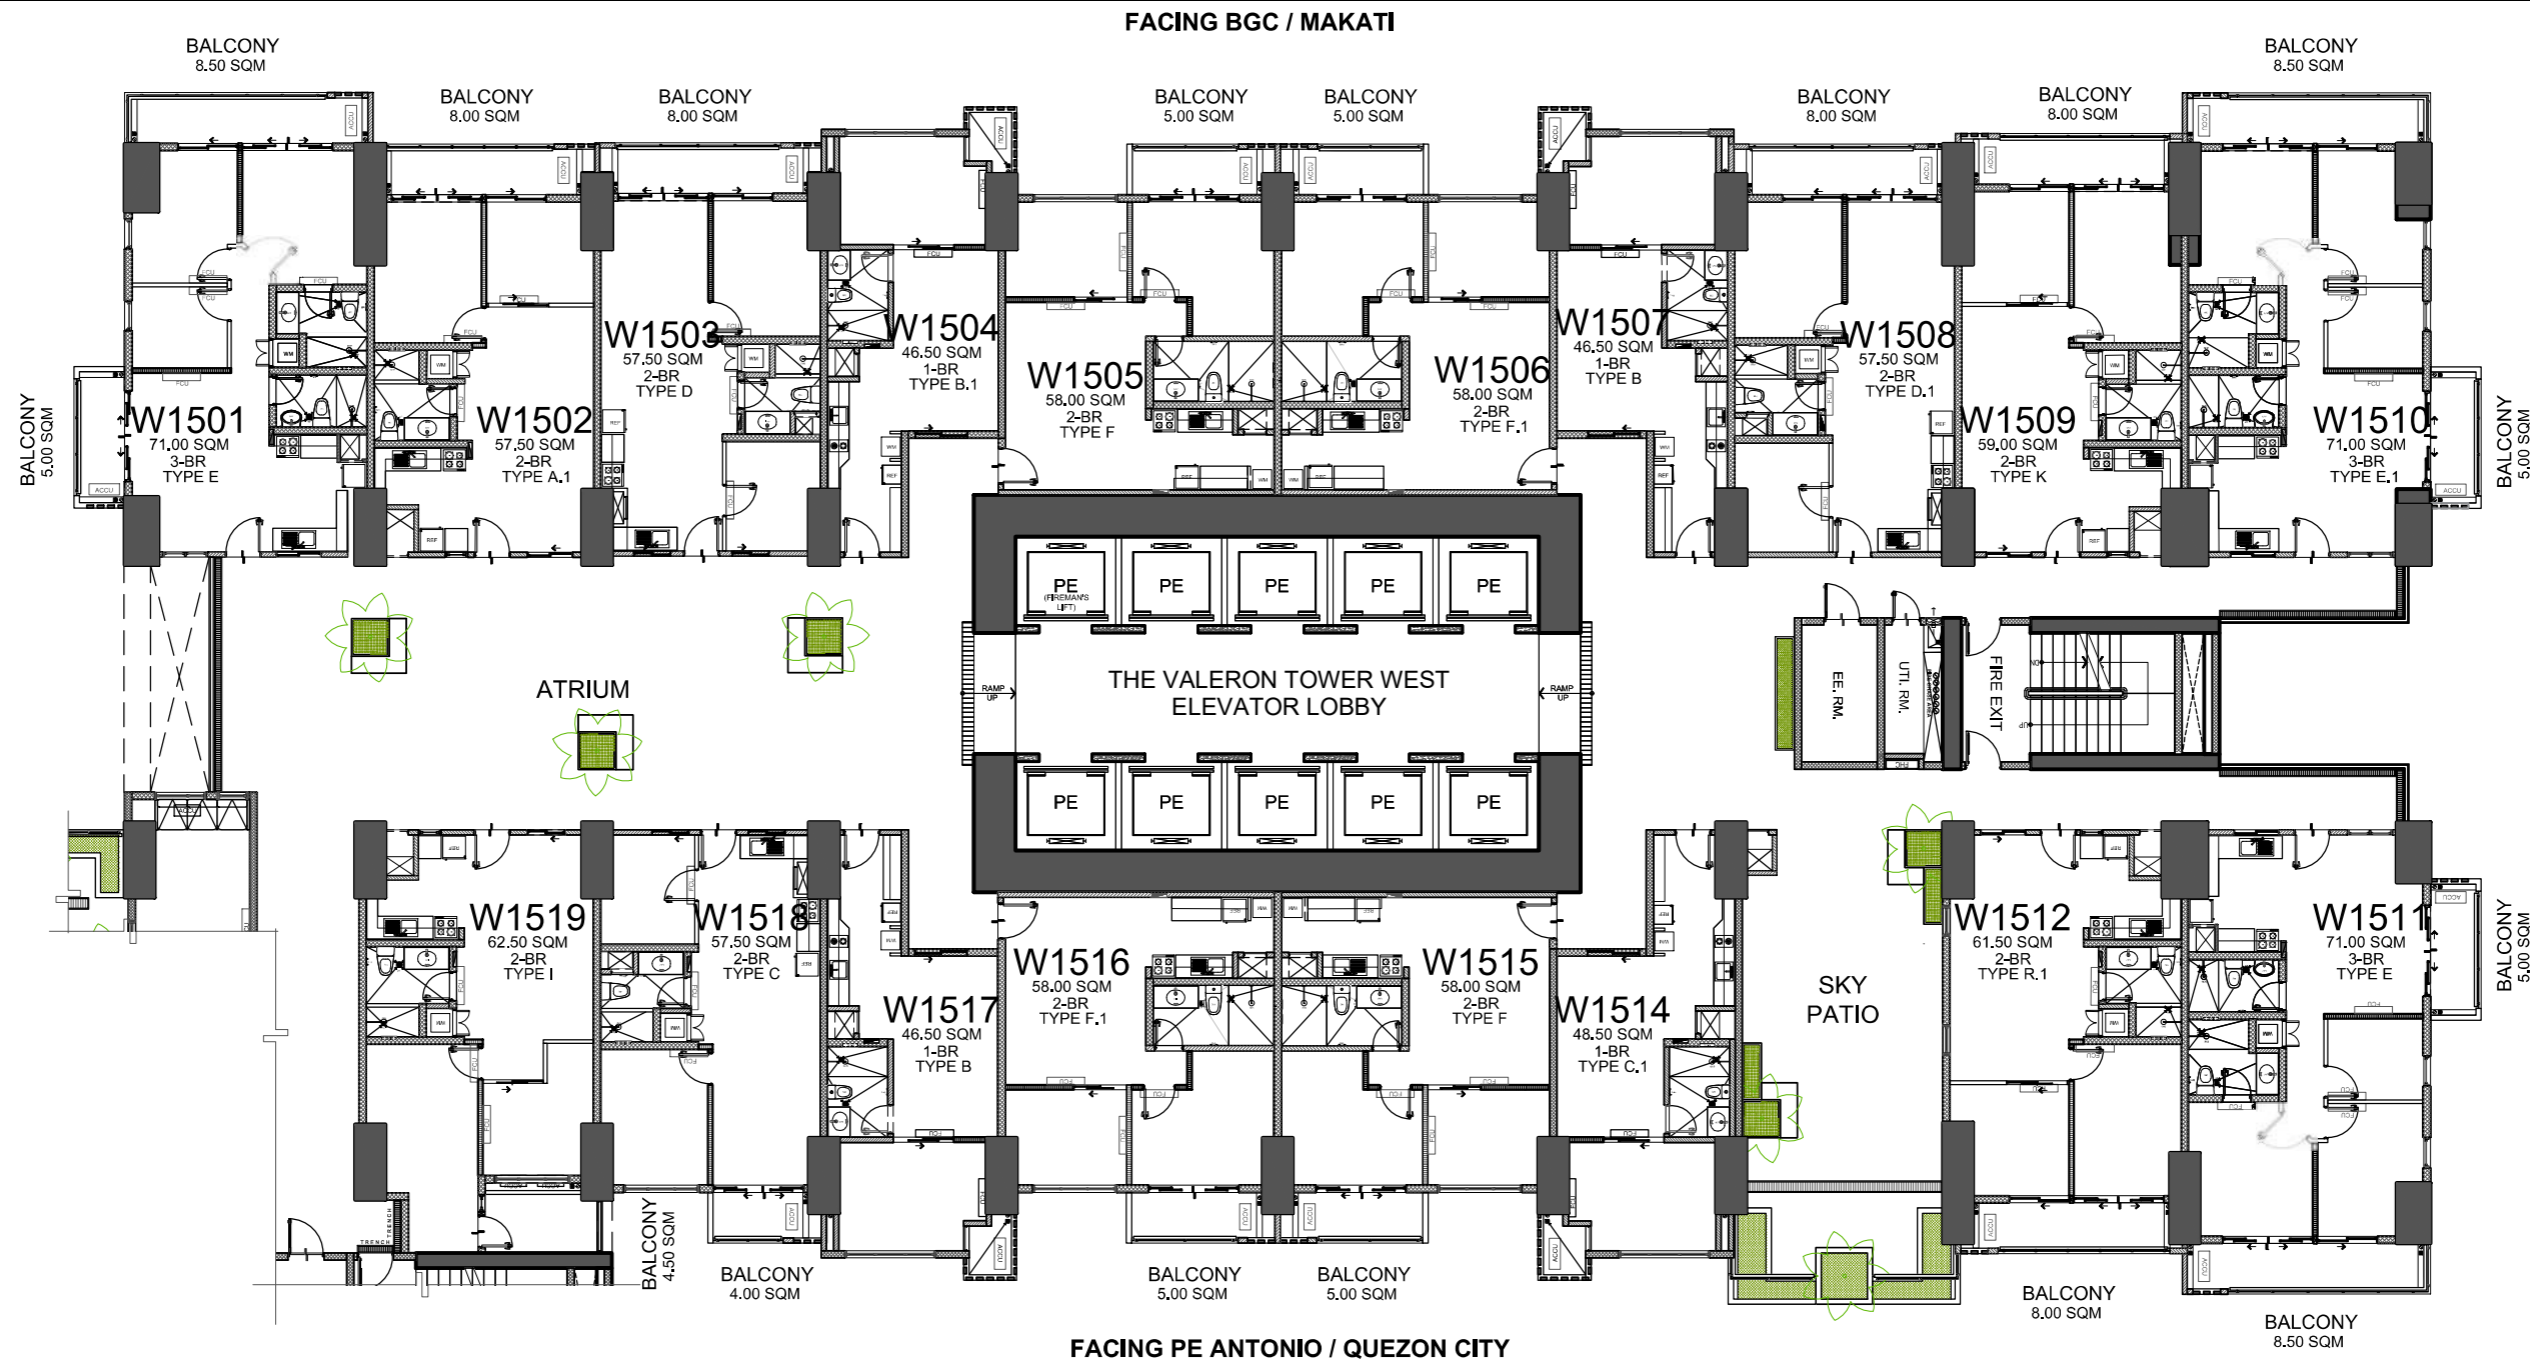 FACING BGC / MAKATI
BALCONY
8.50 SQM
BALCONY
8.00 SQM
BALCONY
8.00 SQM
BALCONY
5.00 SQM
BALCONY
5.00 SQM
BALCONY
8.00 SQM
BALCONY
8.00 SQM
BALCONY
8.50 SQM
BALCONY
5.00 SQM
W1501
71.00 SQM
3-BR
TYPE E
W1502
57.50 SQM
2-BR
TYPE A.1
W1503
57.50 SQM
2-BR
TYPE D
W1504
46.50 SQM
1-BR
TYPE B.1
W1505
58.00 SQM
2-BR
TYPE F
W1506
58.00 SQM
2-BR
TYPE F.1
W1507
46.50 SQM
1-BR
TYPE B
W1508
57.50 SQM
2-BR
TYPE D.1
W1509
59.00 SQM
2-BR
TYPE K
W1510
71.00 SQM
3-BR
TYPE E.1
BALCONY
5.00 SQM
PE
(FIREMAN'S
LIFT)
PE
PE
PE
PE
ATRIUM
RAMP
UP
THE VALERON TOWER WEST
ELEVATOR LOBBY
RAMP
UP
EE. RM.
UTI. RM.
FIRE EXIT
DN
UP
FHC
PE
PE
PE
PE
PE
W1519
62.50 SQM
2-BR
TYPE I
W1518
57.50 SQM
2-BR
TYPE C
W1517
46.50 SQM
1-BR
TYPE B
W1516
58.00 SQM
2-BR
TYPE F.1
W1515
58.00 SQM
2-BR
TYPE F
W1514
48.50 SQM
1-BR
TYPE C.1
SKY
PATIO
W1512
61.50 SQM
2-BR
TYPE R.1
W1511
71.00 SQM
3-BR
TYPE E
BALCONY
5.00 SQM
TRENCH
TRENCH
BALCONY
4.50 SQM
BALCONY
4.00 SQM
BALCONY
5.00 SQM
BALCONY
5.00 SQM
BALCONY
8.00 SQM
BALCONY
8.50 SQM
FACING PE ANTONIO / QUEZON CITY